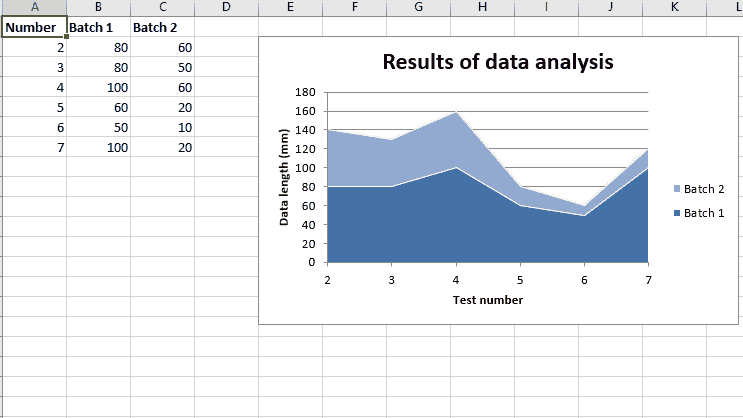 A B C D E F G H I J K L
Number Batch 1 Batch 2
2 80 60
3 80 50
4 100 60
5 60 20
6 50 10
7 100 20
Results of data analysis
Data length (mm)
180
160
140
120
100
80
60
40
20
0
2 3 4 5 6 7
Test number
Batch 2
Batch 1